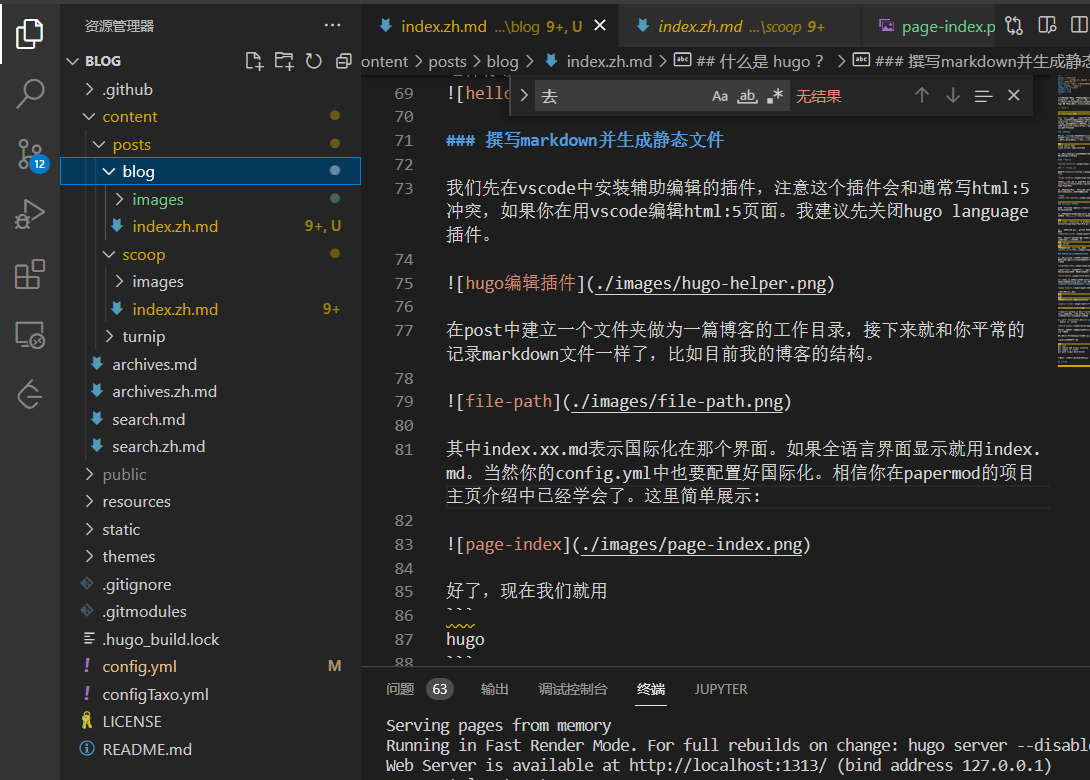 资源管理器
BLOG
.github
content
posts
blog
images
index.zh.md 9+, U
scoop
images
index.zh.md 9+
turnip
archives.md
archives.zh.md
search.md
search.zh.md
public
resources
static
themes
.gitignore
.gitmodules
.hugo_build.lock
config.yml M
configTaxo.yml
LICENSE
README.md
12
index.zh.md ...\blog 9+, U
index.zh.md ...\scoop 9+
page-index.p
ontent > posts > blog > index.zh.md > ## 什么是 hugo ? > ### 撰写markdown并生成静态
去 Aa ab .* 无结果
69 ![hello
70
71 ### 撰写markdown并生成静态文件
72
73 我们先在vscode中安装辅助编辑的插件，注意这个插件会和通常写html:5
冲突，如果你在用vscode编辑html:5页面。我建议先关闭hugo language
插件。
74
75 ![hugo编辑插件](./images/hugo-helper.png)
76
77 在post中建立一个文件夹做为一篇博客的工作目录，接下来就和你平常的
记录markdown文件一样了，比如目前我的博客的结构。
78
79 ![file-path](./images/file-path.png)
80
81 其中index.xx.md表示国际化在那个界面。如果全语言界面显示就用index.
md。当然你的config.yml中也要配置好国际化。相信你在papermod的项目
主页介绍中已经学会了。这里简单展示:
82
83 ![page-index](./images/page-index.png)
84
85 好了，现在我们就用
86 ```
87 hugo
88 ```
问题 63 输出 调试控制台 终端 JUPYTER
Serving pages from memory
Running in Fast Render Mode. For full rebuilds on change: hugo server --disable
Web Server is available at http://localhost:1313/ (bind address 127.0.0.1)